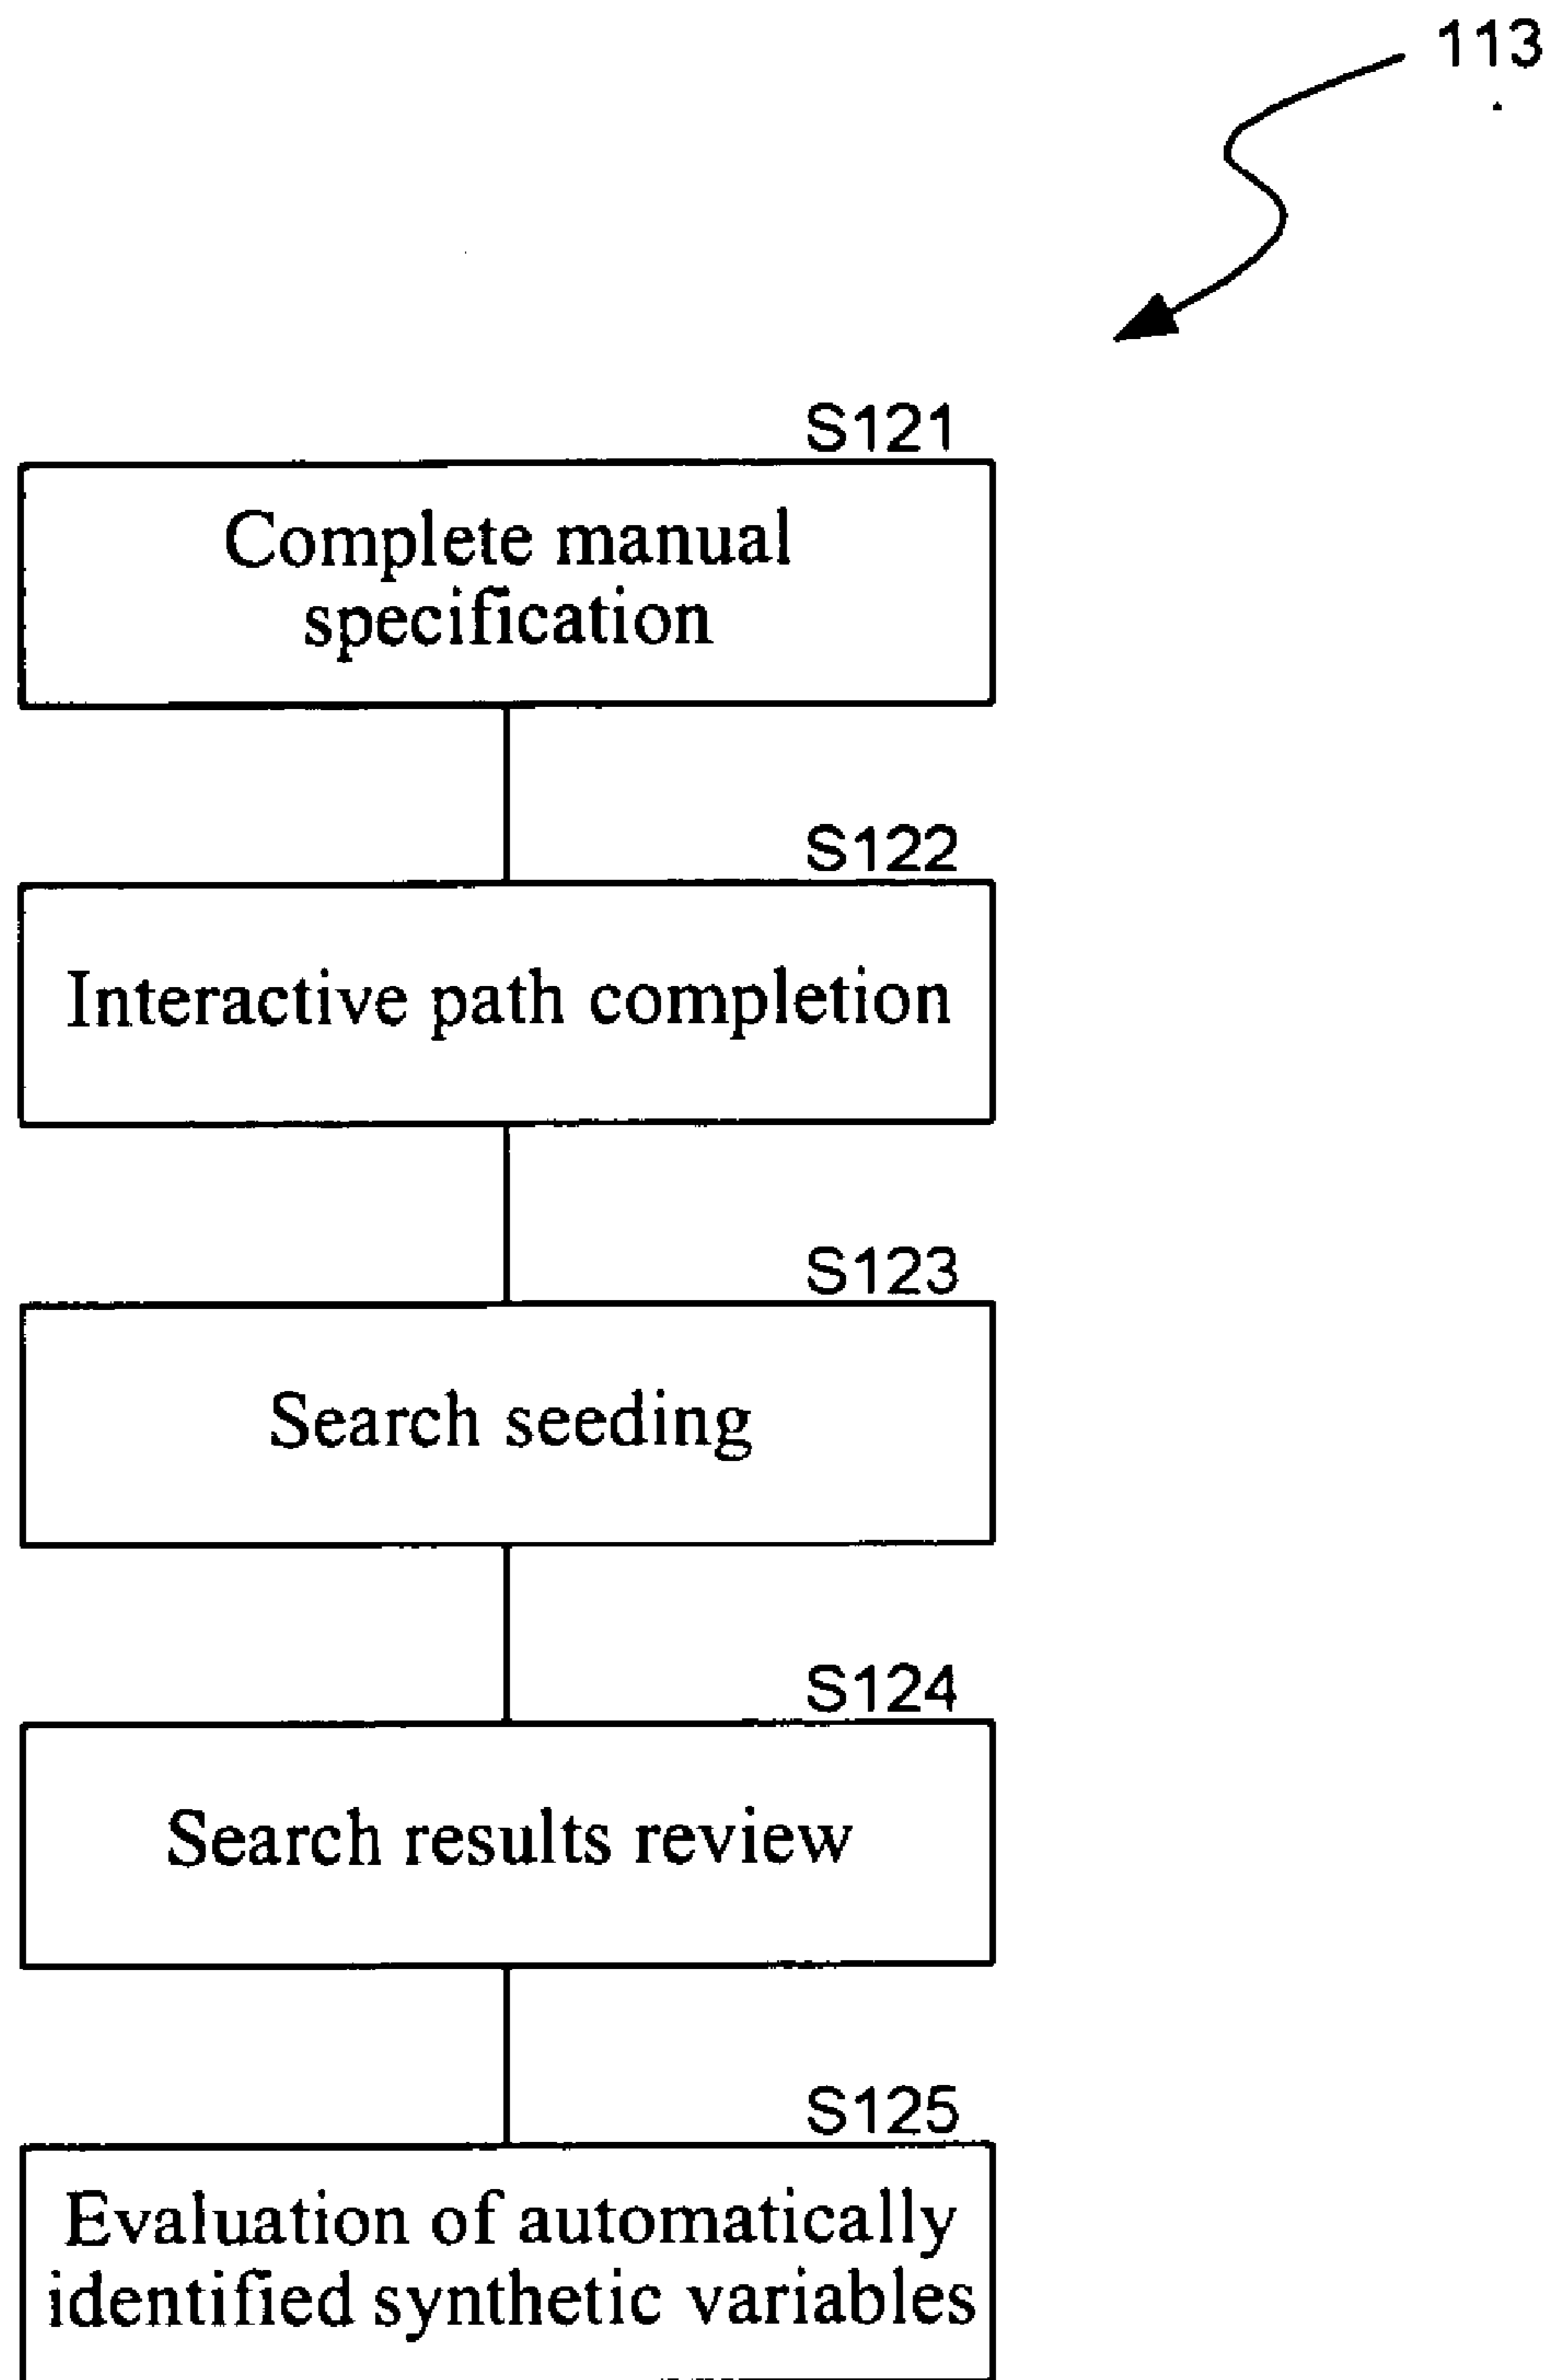 113
S121
Complete manual
specification
S122
Interactive path completion
S123
Search seeding
S124
Search results review
S125
Evaluation of automatically
identified synthetic variables